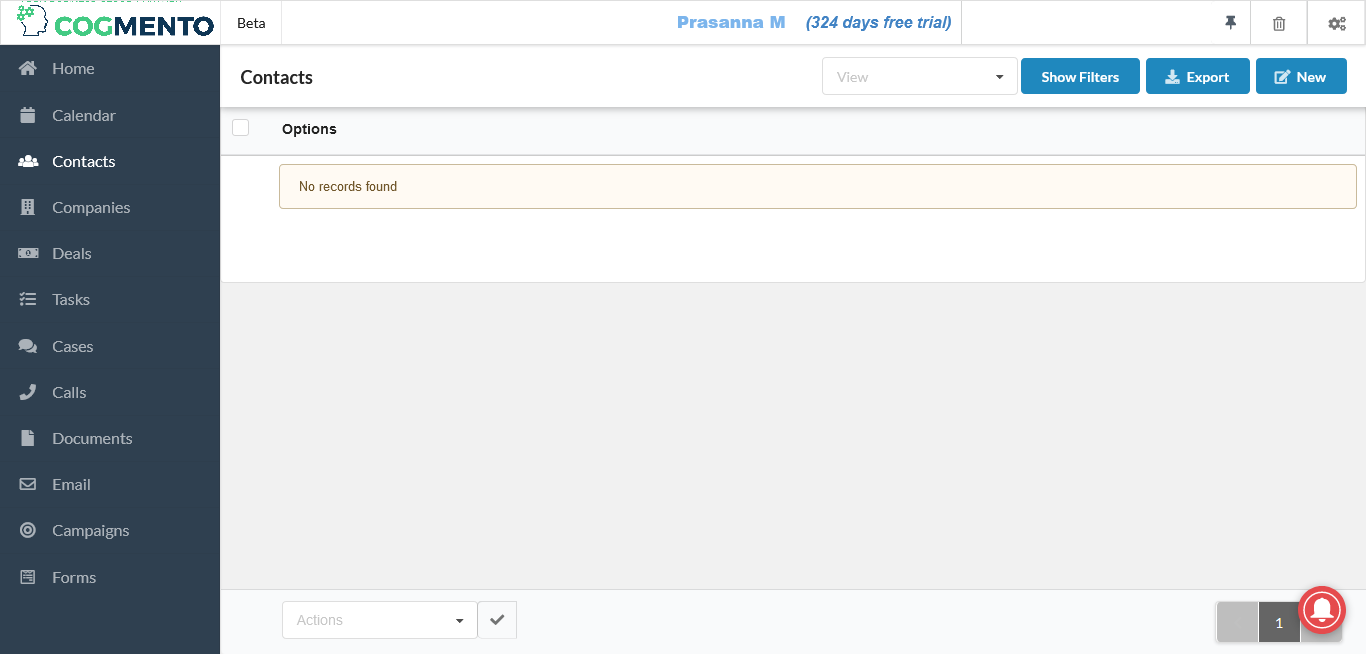 COGMENTO
Beta
Prasanna M (324 days free trial)
Home
Calendar
Contacts
Companies
Deals
Tasks
Cases
Calls
Documents
Email
Campaigns
Forms
Contacts
View
Show Filters
Export
New
Options
No records found
Actions
1